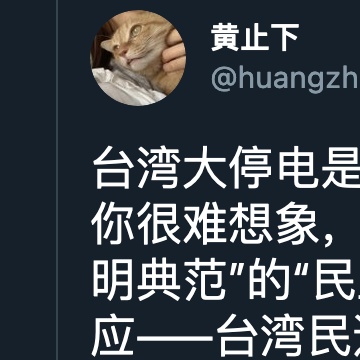 黄止下
@huangzh
台湾大停电是
你很难想象，
明典范”的“民
应——台湾民